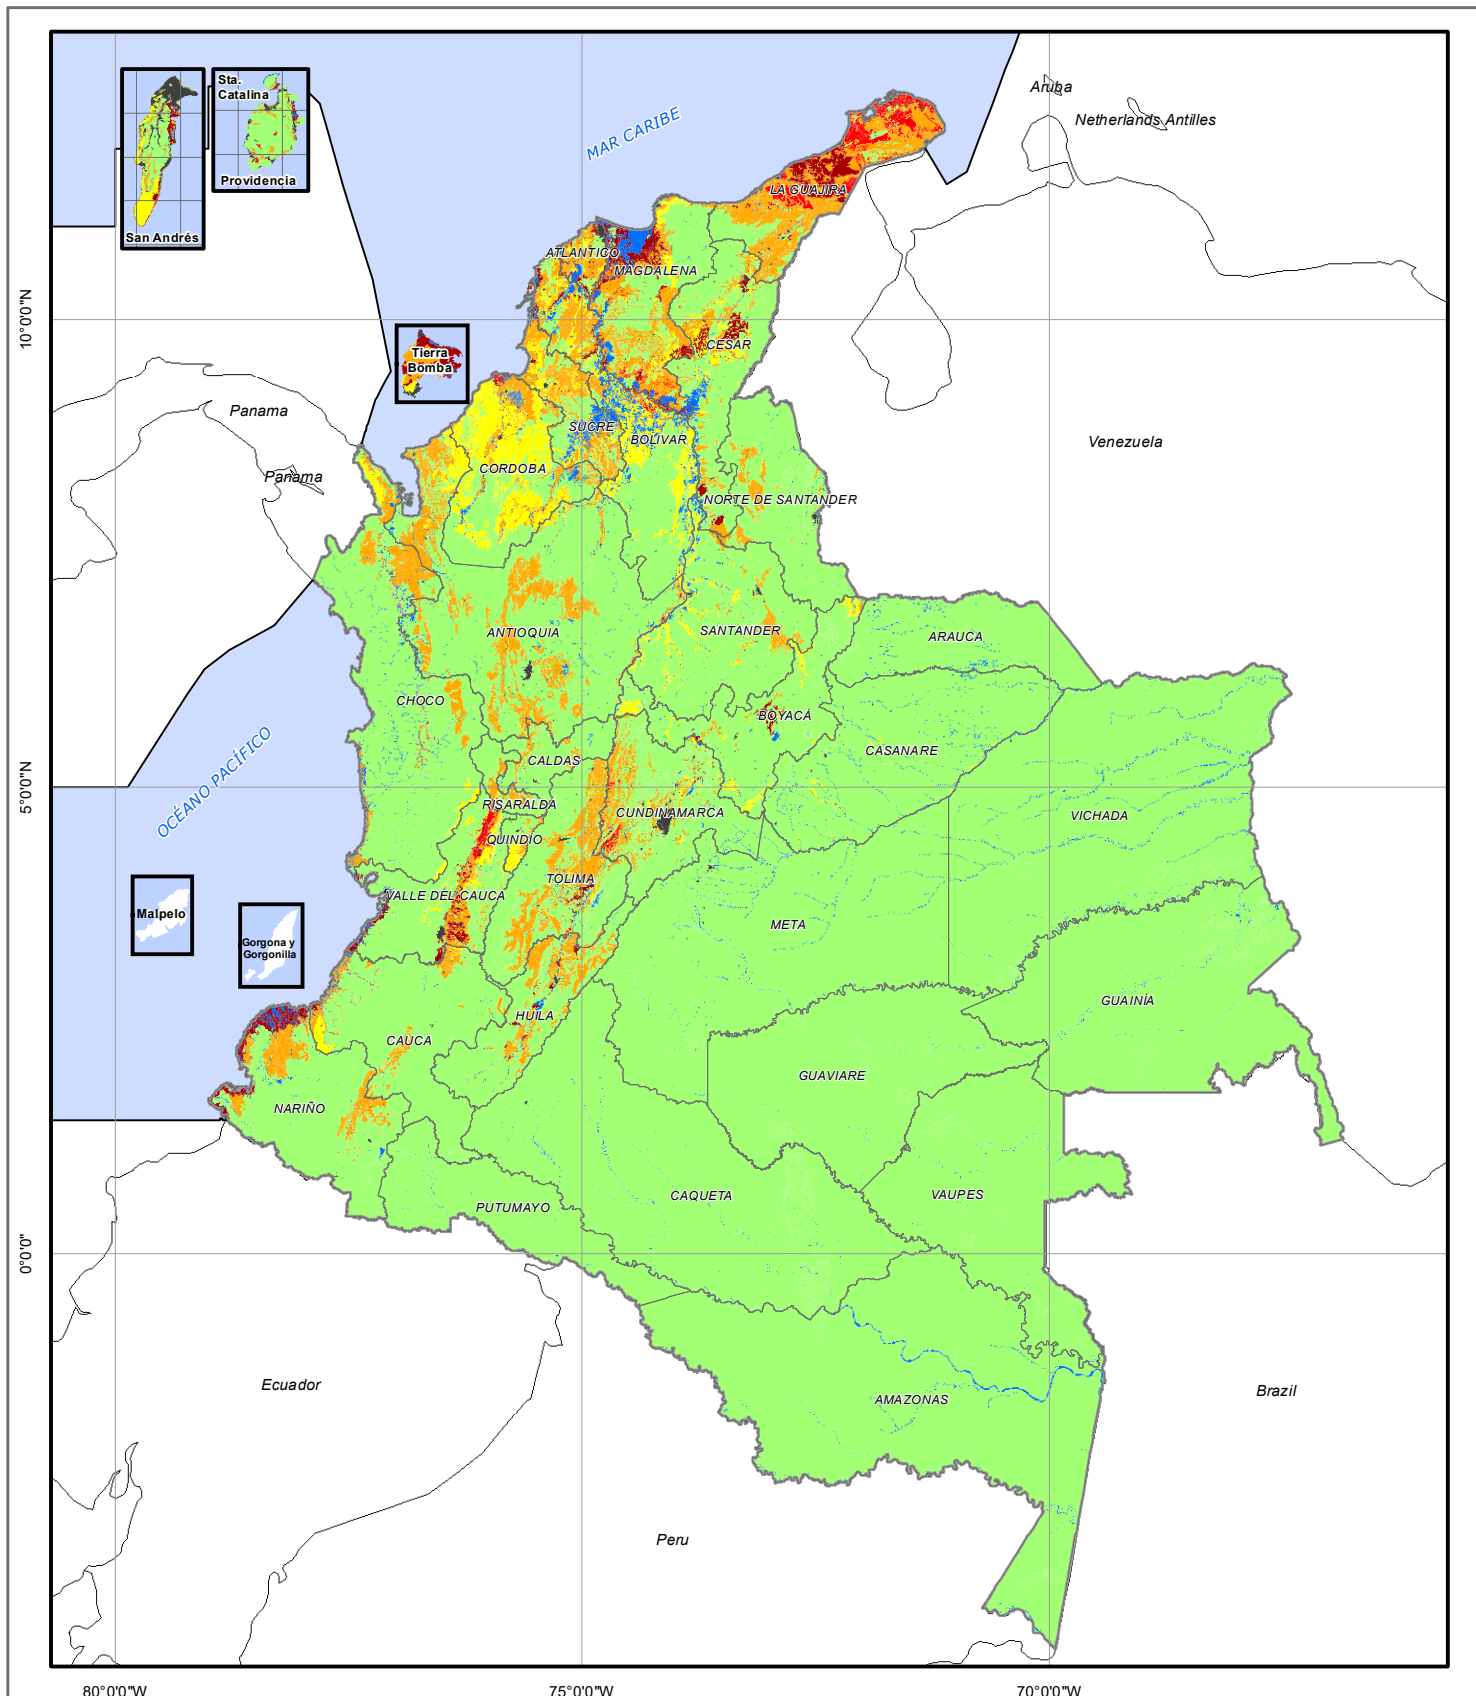 Sta.
Catalina
Providencia
San Andrés
MAR CARIBE
Aruba
Netherlands Antilles
LA GUAJIRA
ATLANTICO
MAGDALENA
10°0'0"N
Tierra
Bomba
CESAR
Panama
SUCRE
BOLIVAR
Venezuela
CORDOBA
Panama
NORTE DE SANTANDER
ANTIOQUIA
SANTANDER
ARAUCA
CHOCO
BOYACÁ
OCÉANO PACÍFICO
CASANARE
CALDAS
5°0'0"N
RISARALDA
CUNDINAMARCA
VICHADA
QUINDIO
TOLIMA
VALLE DEL CAUCA
Malpelo
META
Gorgona y
Gorgonilla
GUAINÍA
HUILA
CAUCA
GUAVIARE
NARIÑO
CAQUETA
VAUPES
PUTUMAYO
0°0'0"
Ecuador
Brazil
AMAZONAS
Peru
80°0'0"W
75°0'0"W
70°0'0"W